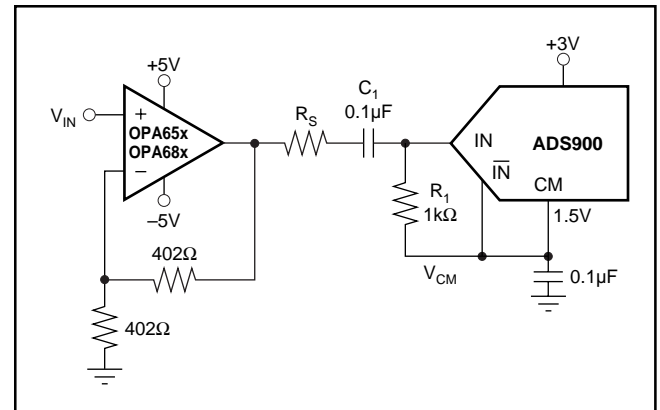 +5V
+3V
V_IN
+
OPA65x
OPA68x
–
–5V
R_S
C_1
0.1µF
IN
I̅N̅
ADS900
CM
1.5V
R_1
1kΩ
V_CM
0.1µF
402Ω
402Ω